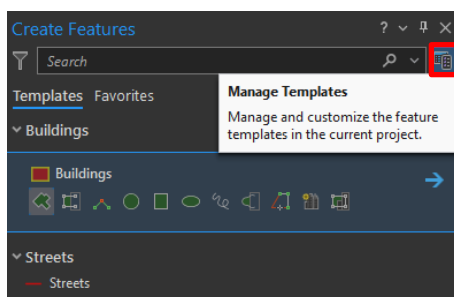 Create Features
?
Search
Manage Templates
Manage and customize the feature
templates in the current project.
Templates Favorites
Buildings
Buildings
Streets
Streets